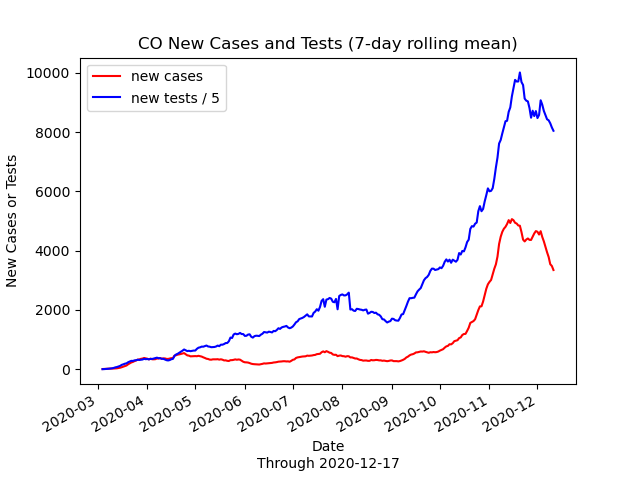 CO New Cases and Tests (7-day rolling mean)
new cases
new tests / 5
10000
8000
6000
4000
2000
0
New Cases or Tests
2020-03
2020-04
2020-05
2020-06
2020-07
2020-08
2020-09
2020-10
2020-11
2020-12
Date
Through 2020-12-17